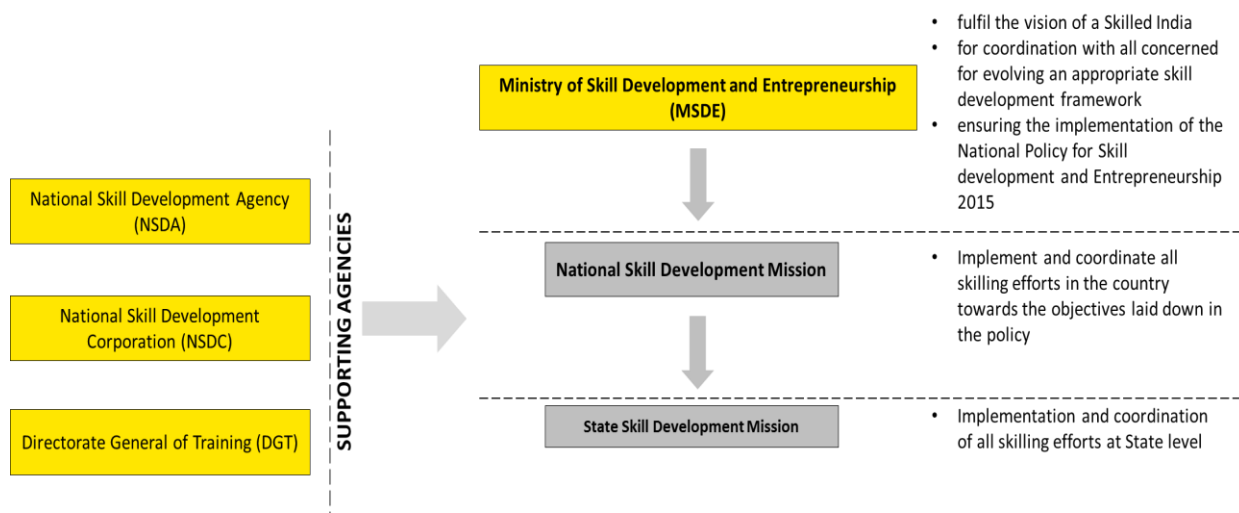 National Skill Development Agency
(NSDA)
National Skill Development
Corporation (NSDC)
Directorate General of Training (DGT)
SUPPORTING AGENCIES
Ministry of Skill Development and Entrepreneurship
(MSDE)
National Skill Development Mission
State Skill Development Mission
• fulfil the vision of a Skilled India
• for coordination with all concerned
for evolving an appropriate skill
development framework
• ensuring the implementation of the
National Policy for Skill
development and Entrepreneurship
2015
• Implement and coordinate all
skilling efforts in the country
towards the objectives laid down in
the policy
• Implementation and coordination
of all skilling efforts at State level